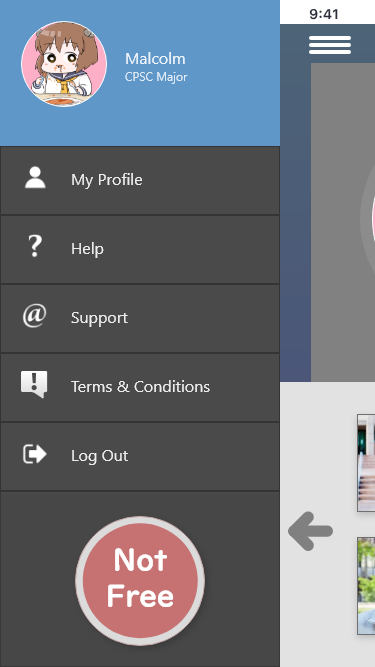 9:41
Malcolm
CPSC Major
My Profile
Help
Support
Terms & Conditions
Log Out
Not
Free